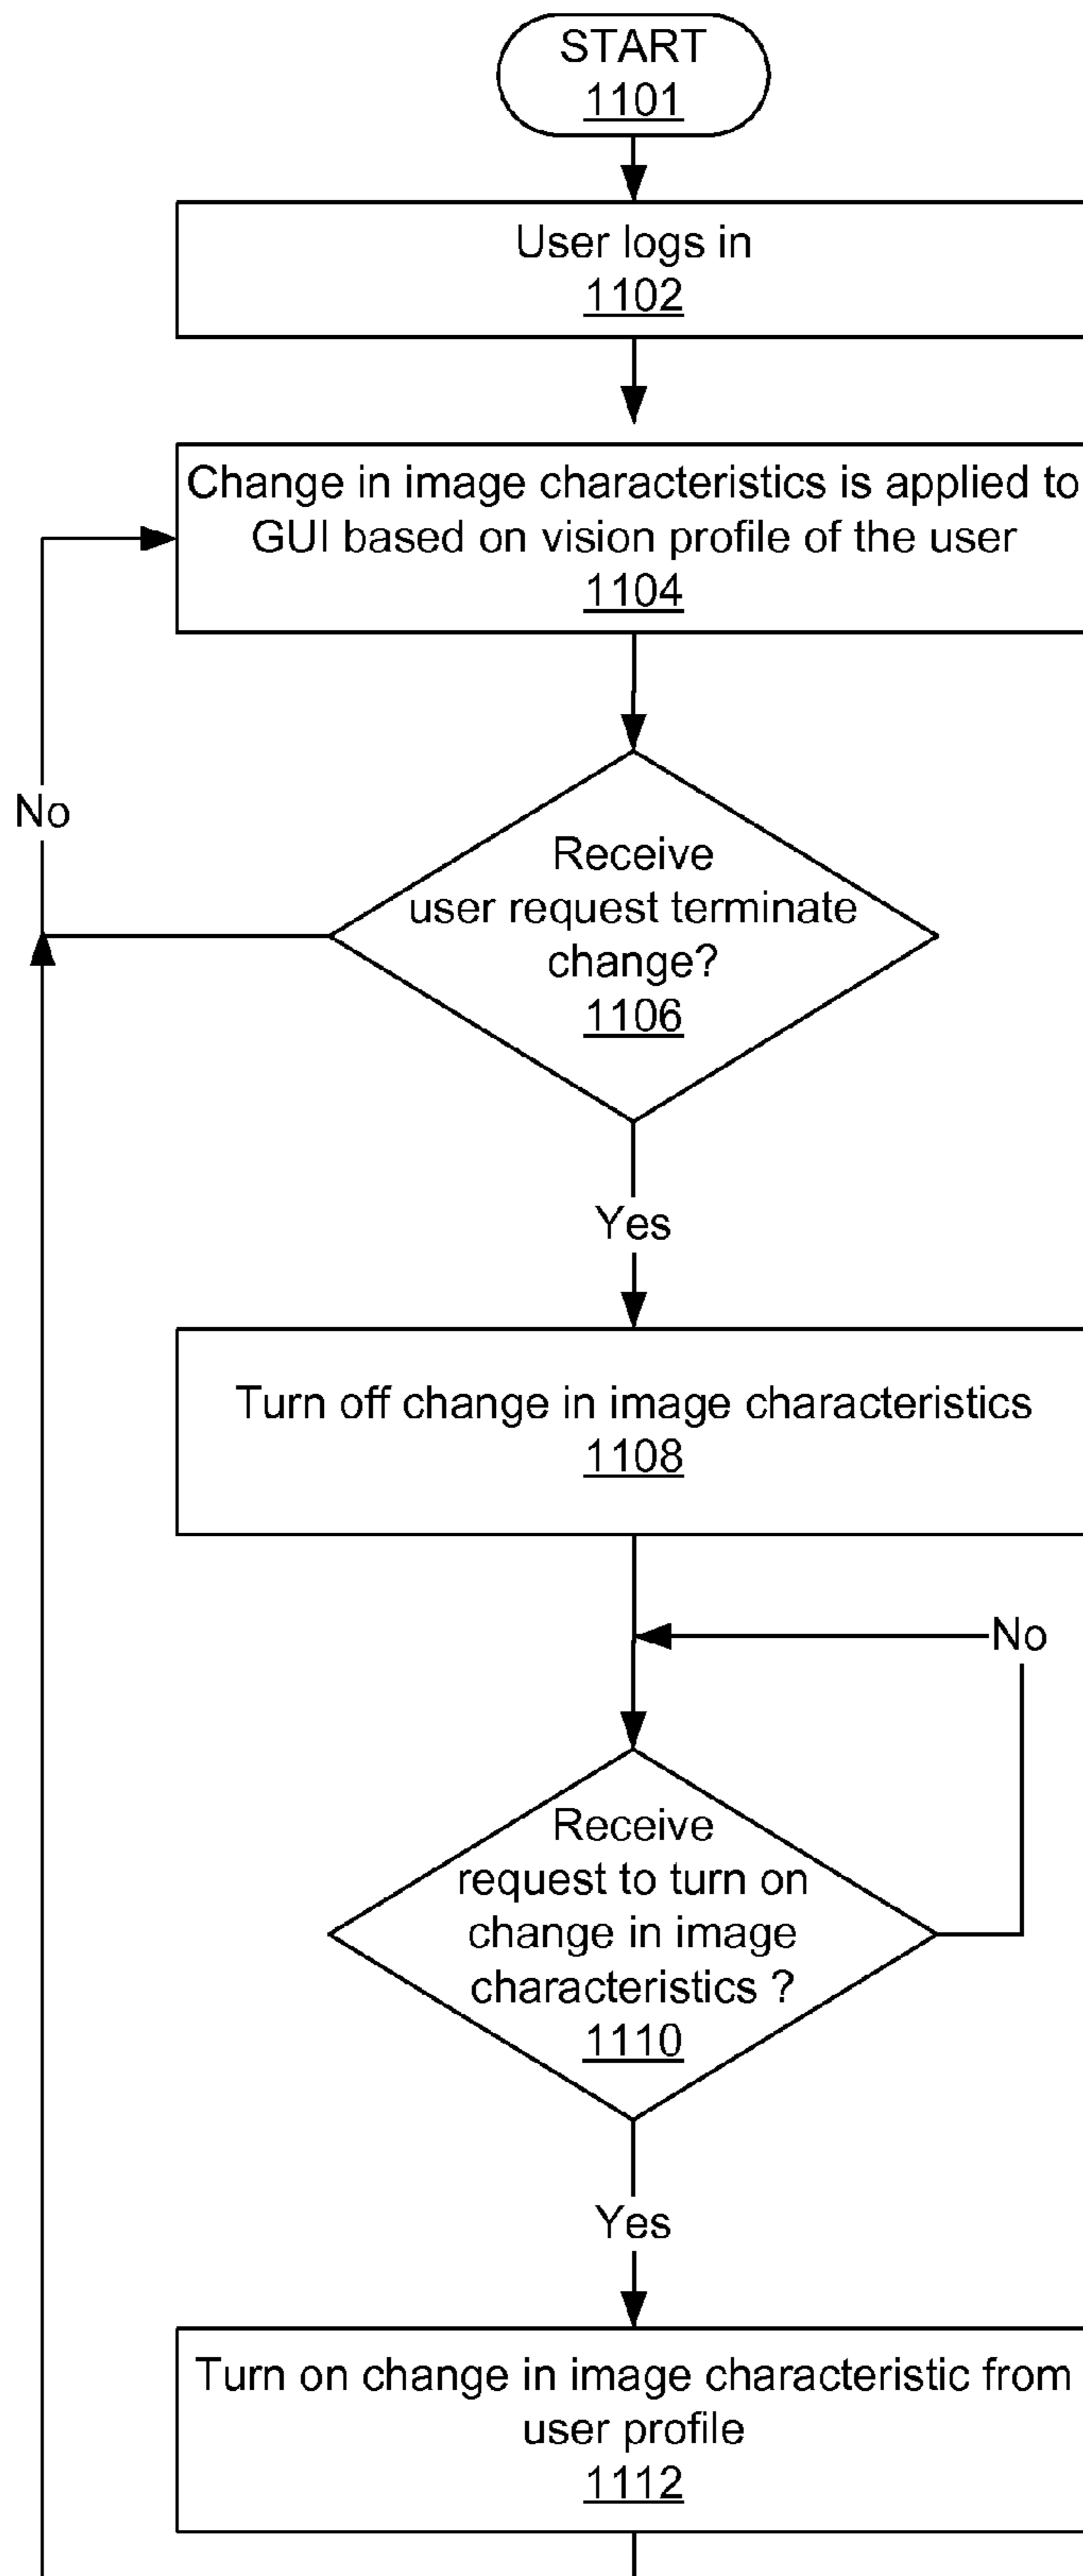 START
1101
User logs in
1102
Change in image characteristics is applied to
GUI based on vision profile of the user
1104
No
Receive
user request terminate
change?
1106
Yes
Turn off change in image characteristics
1108
No
Receive
request to turn on
change in image
characteristics ?
1110
Yes
Turn on change in image characteristic from
user profile
1112